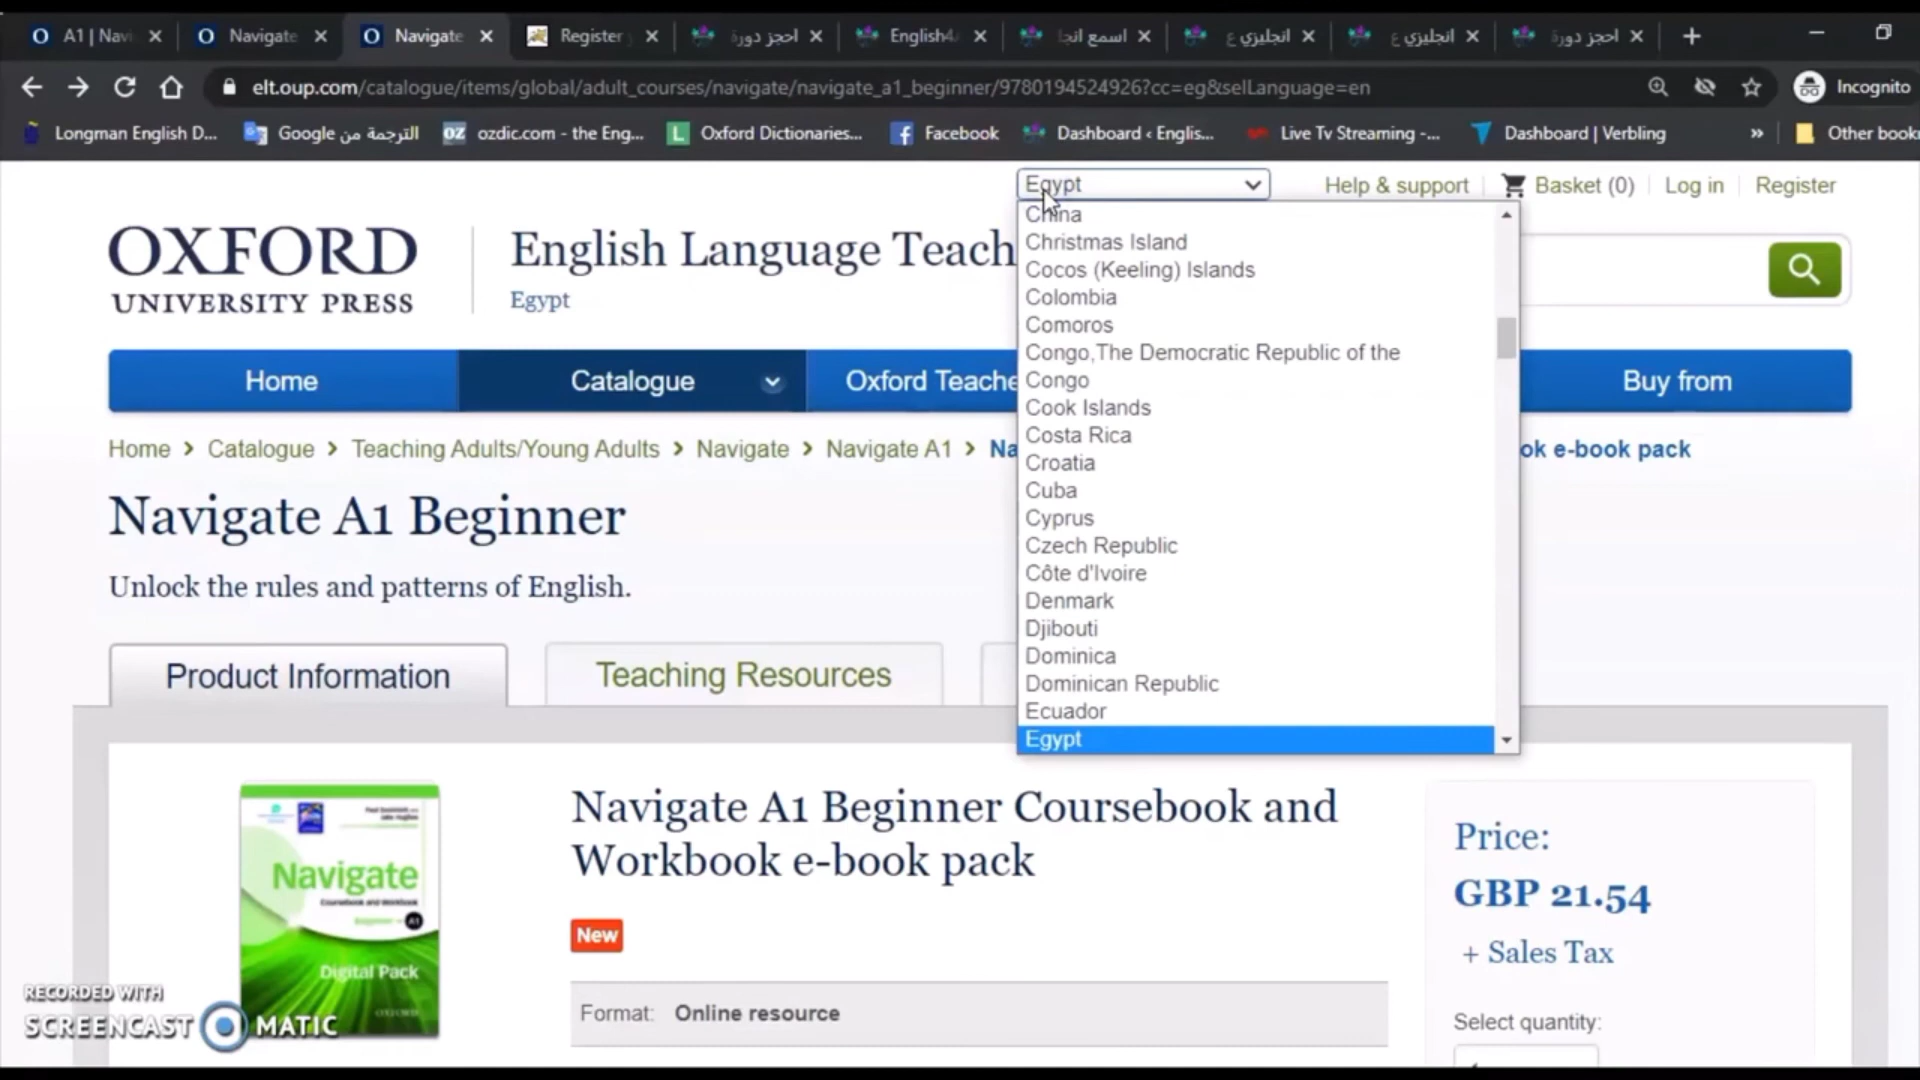 A1 | Navi
Navigate
Navigate
Register
احجز دورة
English4
اسمع انجا
انجليزي ع
انجليزي ع
احجز دورة
elt.oup.com/catalogue/items/global/adult_courses/navigate/navigate_a1_beginner/9780194524926?cc=eg&selLanguage=en
Incognito
Longman English D...
الترجمة من Google
ozdic.com - the Eng...
Oxford Dictionaries...
Facebook
Dashboard ‹ Englis...
Live Tv Streaming -...
Dashboard | Verbling
»
Other book
Egypt
Help & support
Basket (0)
Log in
Register
OXFORD
UNIVERSITY PRESS
English Language Teach
Egypt
China
Christmas Island
Cocos (Keeling) Islands
Colombia
Comoros
Congo,The Democratic Republic of the
Congo
Cook Islands
Costa Rica
Croatia
Cuba
Cyprus
Czech Republic
Côte d'Ivoire
Denmark
Djibouti
Dominica
Dominican Republic
Ecuador
Egypt
Home
Catalogue
Oxford Teache
Buy from
Home > Catalogue > Teaching Adults/Young Adults > Navigate > Navigate A1 > Na
ok e-book pack
Navigate A1 Beginner
Unlock the rules and patterns of English.
Product Information
Teaching Resources
Navigate
Coursebook and Workbook
Beginner
A1
Digital Pack
OXFORD
Navigate A1 Beginner Coursebook and
Workbook e-book pack
New
Format: Online resource
Price:
GBP 21.54
+ Sales Tax
Select quantity:
RECORDED WITH
SCREENCAST MATIC